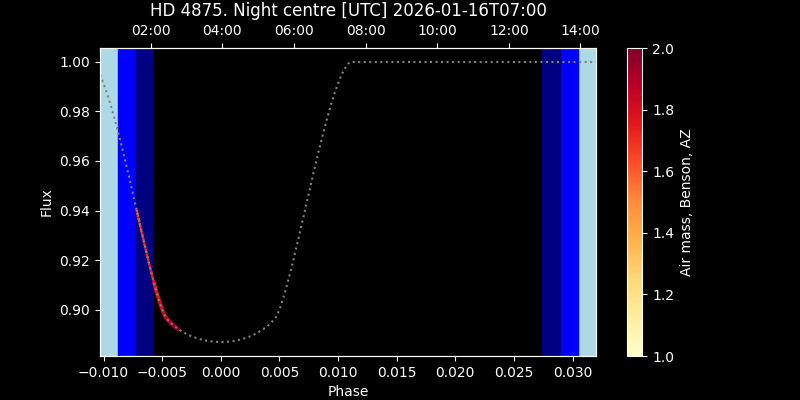 HD 4875. Night centre [UTC] 2026-01-16T07:00
02:00 04:00 06:00 08:00 10:00 12:00 14:00
1.00
0.98
0.96
0.94
0.92
0.90
Flux
−0.010 −0.005 0.000 0.005 0.010 0.015 0.020 0.025 0.030
Phase
2.0
1.8
1.6
1.4
1.2
1.0
Air mass, Benson, AZ